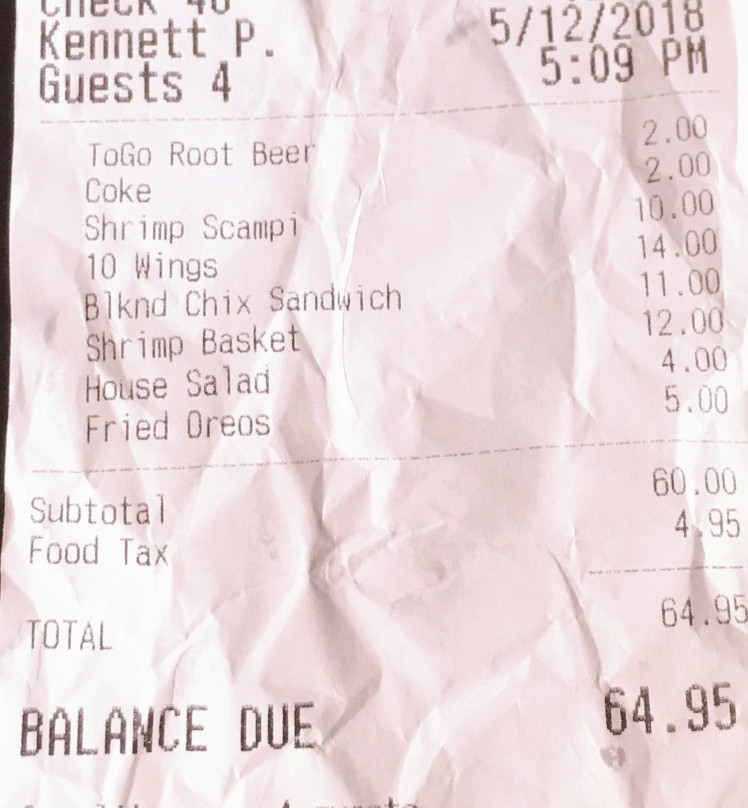 Check 40
5/12/2018
Kennett P.
5:09 PM
Guests 4
ToGo Root Beer 2.00
Coke 2.00
Shrimp Scampi 10.00
10 Wings 14.00
Blknd Chix Sandwich 11.00
Shrimp Basket 12.00
House Salad 4.00
Fried Oreos 5.00
Subtotal 60.00
Food Tax 4.95
TOTAL 64.95
BALANCE DUE 64.95